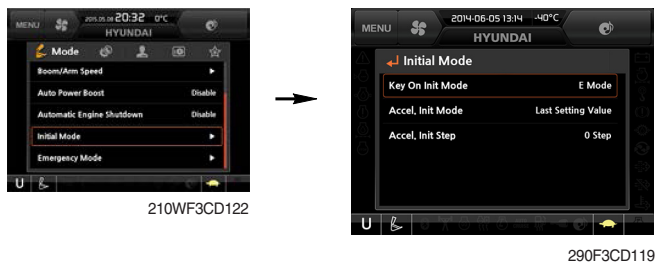 MENU
2015.05.08 20:32 0°C
HYUNDAI
Mode
Boom/Arm Speed
Auto Power Boost Disable
Automatic Engine Shutdown Disable
Initial Mode
Emergency Mode
U
210WF3CD122
MENU
2014-06-05 13:14 -40°C
HYUNDAI
Initial Mode
Key On Init Mode E Mode
Accel, Init Mode Last Setting Value
Accel, Init Step 0 Step
U
290F3CD119